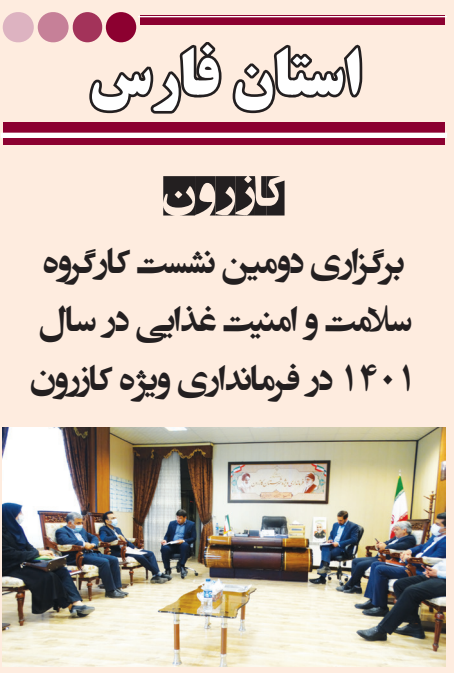 استان فارس
کازرون
برگزاری دومین نشست کارگروه
سلامت و امنیت غذایی در سال
۱۴۰۱ در فرمانداری ویژه کازرون